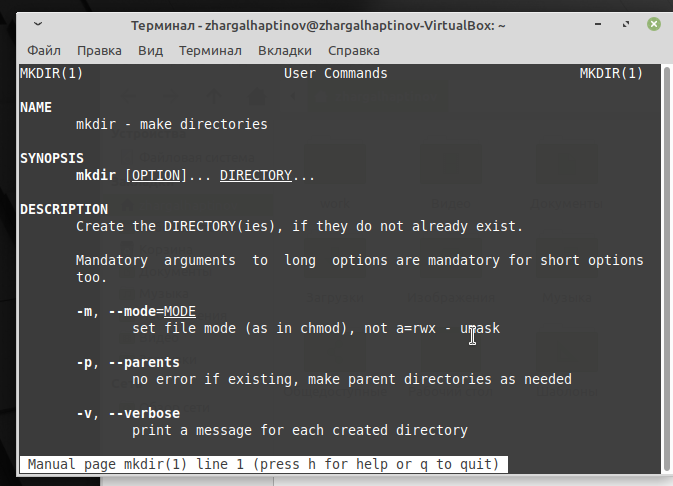 Терминал - zhargalhaptinov@zhargalhaptinov-VirtualBox: ~
Файл Правка Вид Терминал Вкладки Справка
MKDIR(1) User Commands MKDIR(1)
NAME
mkdir - make directories
SYNOPSIS
mkdir [OPTION]... DIRECTORY...
DESCRIPTION
Create the DIRECTORY(ies), if they do not already exist.
Mandatory arguments to long options are mandatory for short options
too.
-m, --mode=MODE
set file mode (as in chmod), not a=rwx - umask
-p, --parents
no error if existing, make parent directories as needed
-v, --verbose
print a message for each created directory
Manual page mkdir(1) line 1 (press h for help or q to quit)